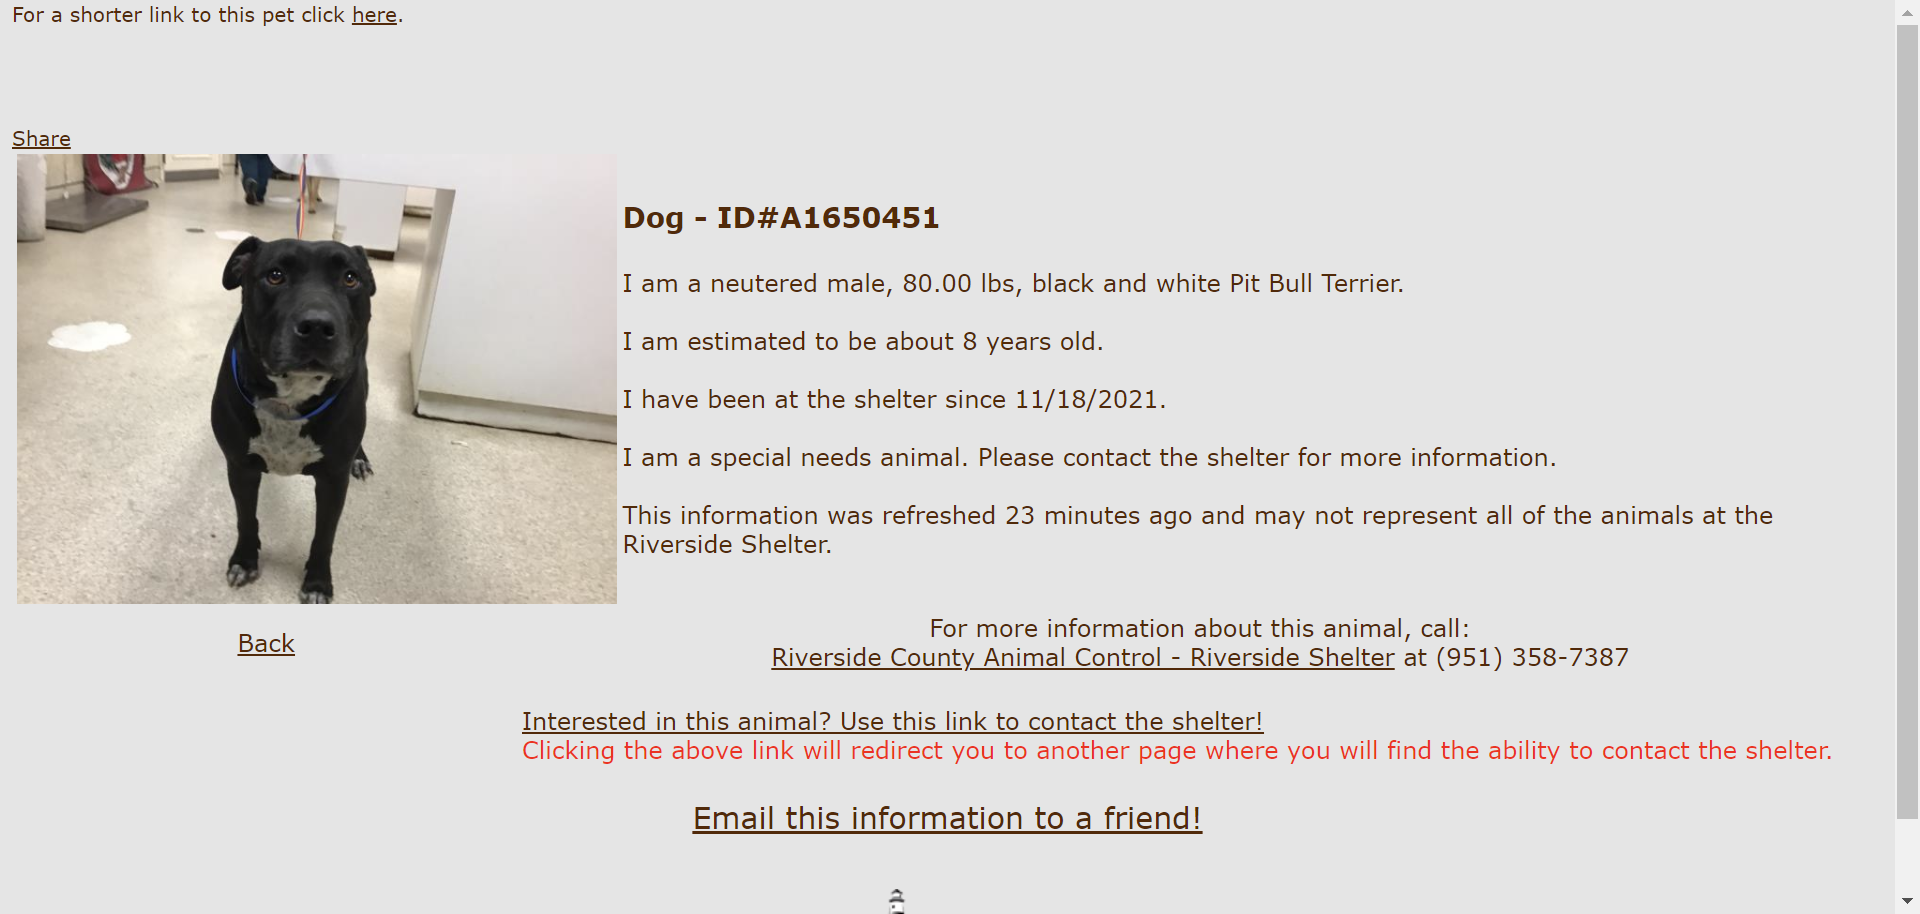 For a shorter link to this pet click here.
Share
Dog - ID#A1650451
I am a neutered male, 80.00 lbs, black and white Pit Bull Terrier.
I am estimated to be about 8 years old.
I have been at the shelter since 11/18/2021.
I am a special needs animal. Please contact the shelter for more information.
This information was refreshed 23 minutes ago and may not represent all of the animals at the
Riverside Shelter.
Back
For more information about this animal, call:
Riverside County Animal Control - Riverside Shelter at (951) 358-7387
Interested in this animal? Use this link to contact the shelter!
Clicking the above link will redirect you to another page where you will find the ability to contact the shelter.
Email this information to a friend!